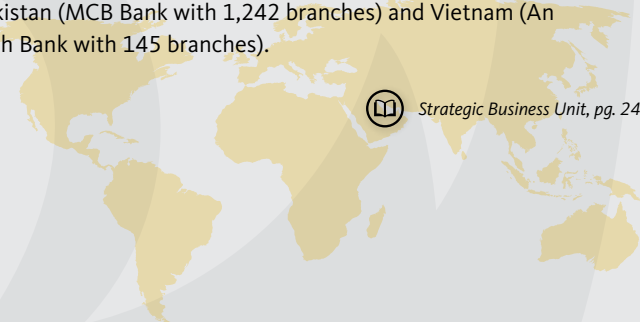 kistan (MCB Bank with 1,242 branches) and Vietnam (An
h Bank with 145 branches).
Strategic Business Unit, pg. 24